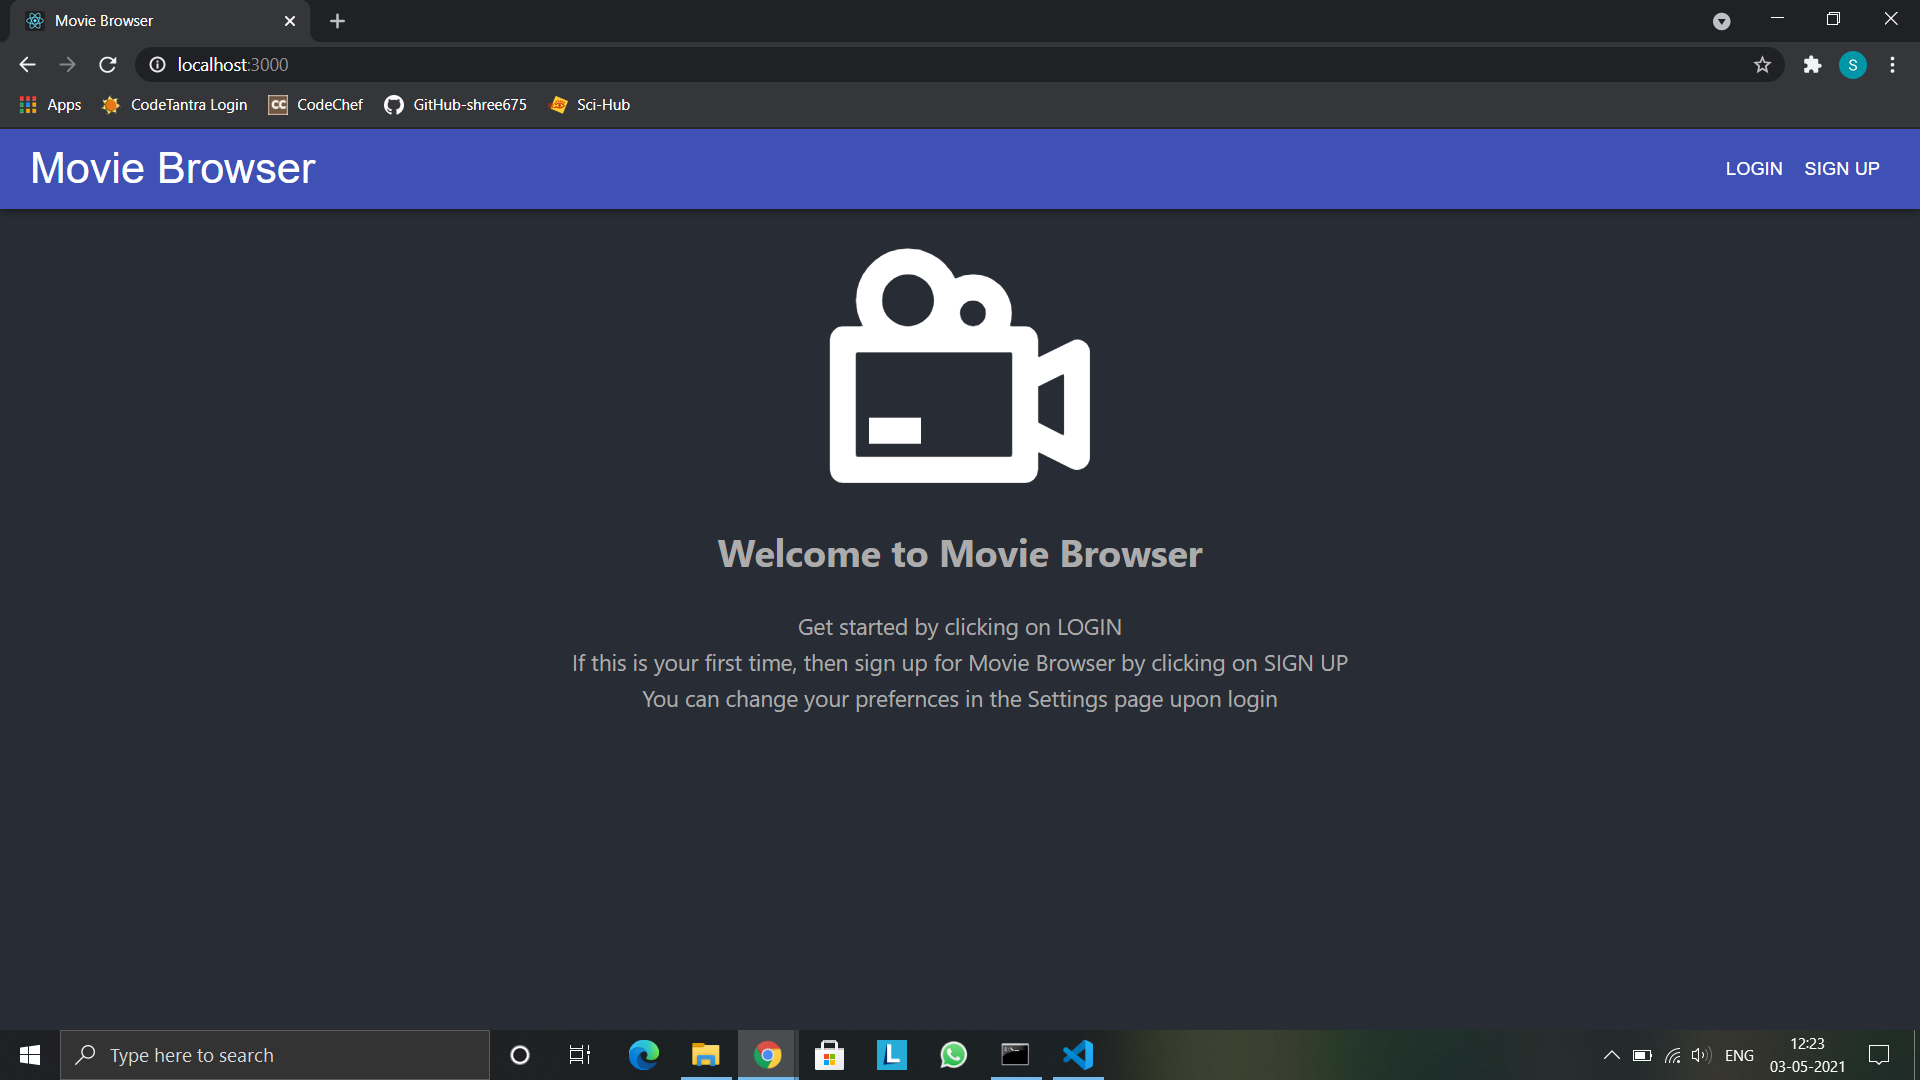 Movie Browser
localhost:3000
S
Apps
CodeTantra Login
CC
CodeChef
GitHub-shree675
Sci-Hub
Movie Browser
LOGIN
SIGN UP
Welcome to Movie Browser
Get started by clicking on LOGIN
If this is your first time, then sign up for Movie Browser by clicking on SIGN UP
You can change your prefernces in the Settings page upon login
Type here to search
L
ENG
12:23
03-05-2021